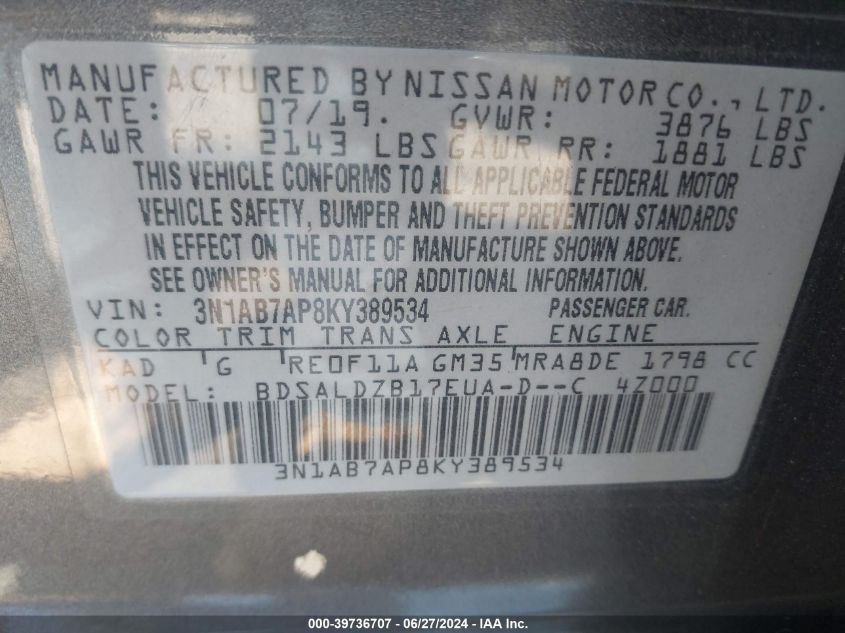 MANUFACTURED BY NISSAN MOTOR CO., LTD.
DATE: 07/19. GVWR: 3876 LBS
GAWR FR: 2143 LBS GAWR RR: 1881 LBS
THIS VEHICLE CONFORMS TO ALL APPLICABLE FEDERAL MOTOR
VEHICLE SAFETY, BUMPER AND THEFT PREVENTION STANDARDS
IN EFFECT ON THE DATE OF MANUFACTURE SHOWN ABOVE.
SEE OWNER'S MANUAL FOR ADDITIONAL INFORMATION.
VIN: 3N1AB7AP8KY389534 PASSENGER CAR.
COLOR TRIM TRANS AXLE ENGINE
KAD G RE0F11A GM35 MRA8DE 1798 CC
MODEL: BDSALDZB17EUA-D--C 4Z000
3N1AB7AP8KY389534
000-39736707 - 06/27/2024 - IAA Inc.